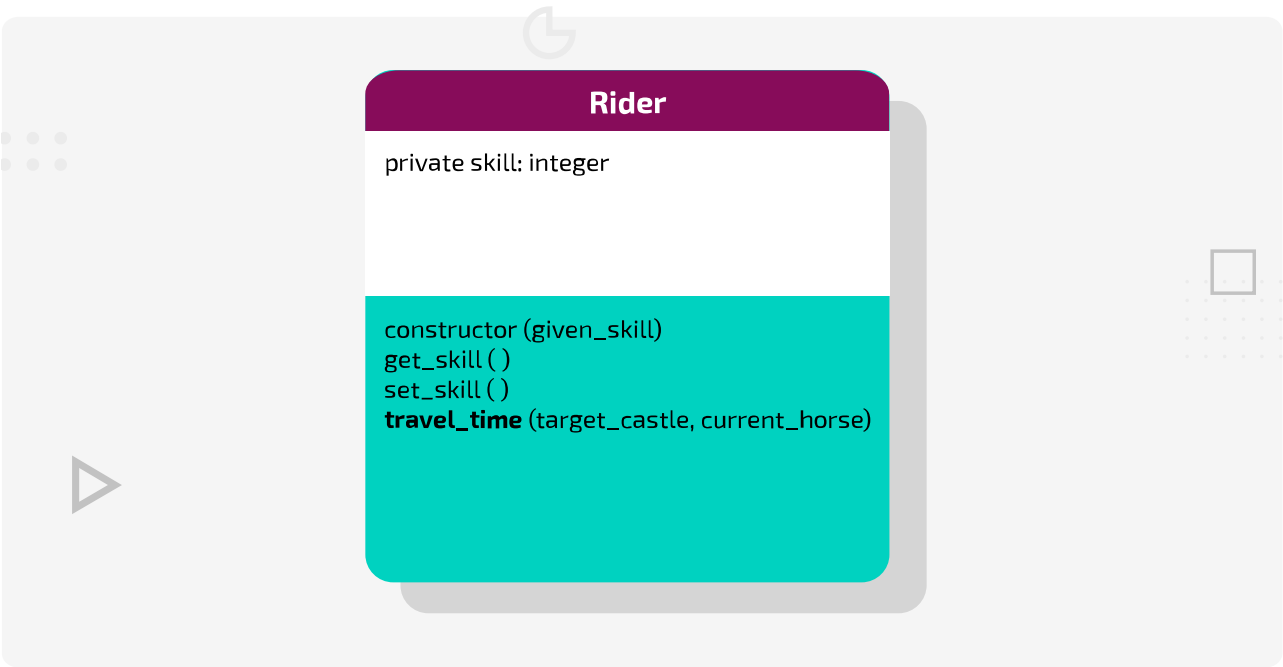 Rider
private skill: integer
constructor (given_skill)
get_skill ( )
set_skill ( )
travel_time (target_castle, current_horse)